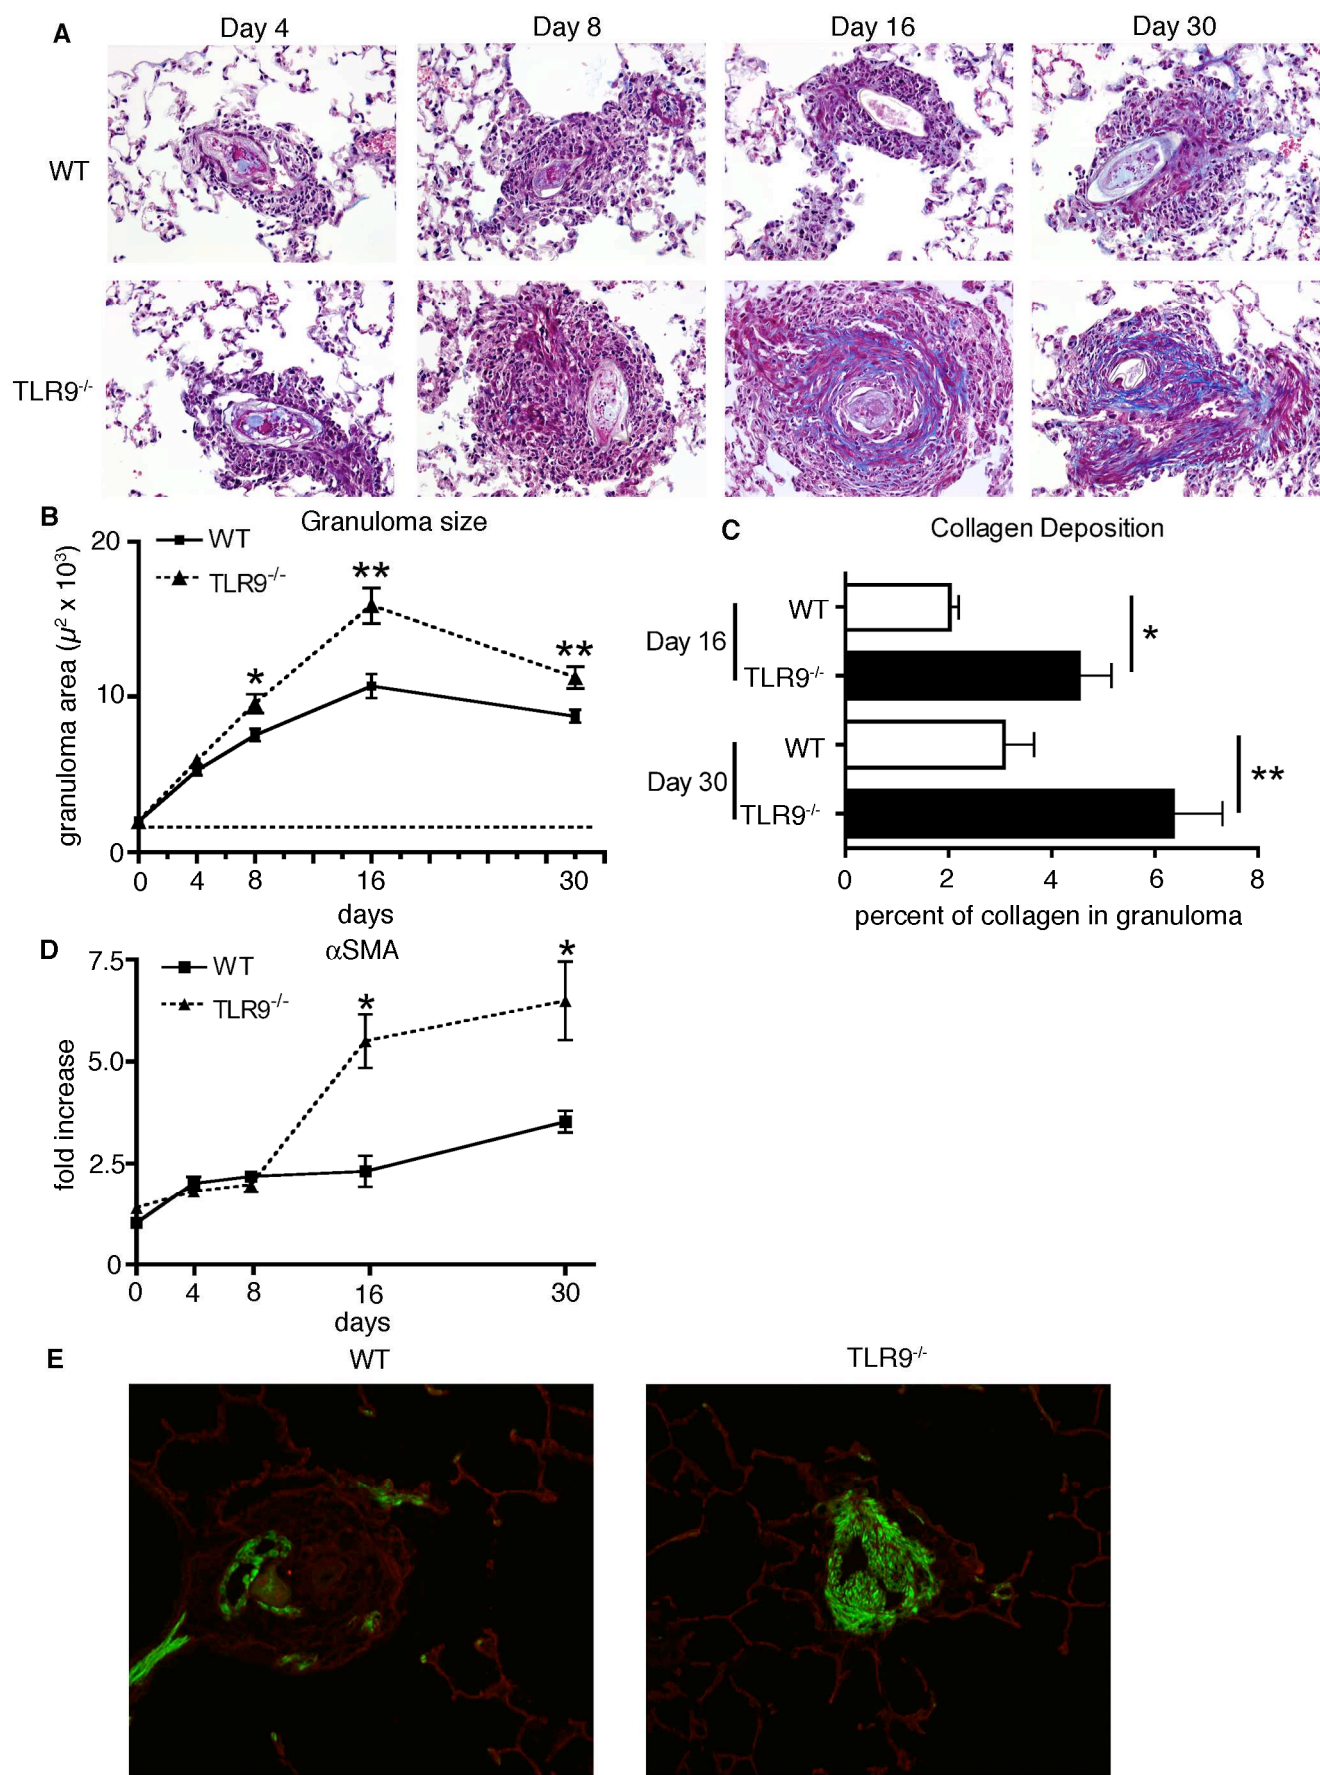 A
Day 4
Day 8
Day 16
Day 30
WT
TLR9-/-
B
Granuloma size
WT
TLR9-/-
granuloma area (µ² x 10³)
20
10
0
*
**
**
0 4 8 16 30
days
C
Collagen Deposition
Day 16
WT
TLR9-/-
*
Day 30
WT
TLR9-/-
**
0 2 4 6 8
percent of collagen in granuloma
D
αSMA
WT
TLR9-/-
fold increase
7.5
5.0
2.5
0
*
*
0 4 8 16 30
days
E
WT
TLR9-/-